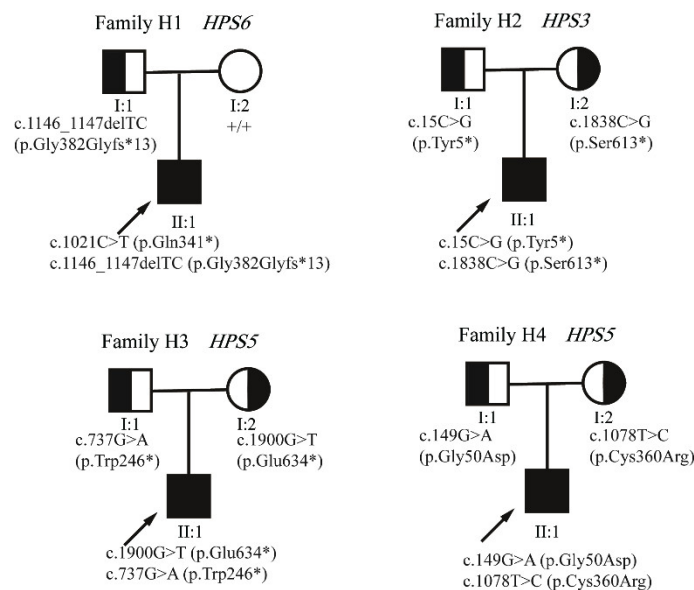 Family H1 HPS6
I:1
I:2
c.1146_1147delTC
+/+
(p.Gly382Glyfs*13)
II:1
c.1021C>T (p.Gln341*)
c.1146_1147delTC (p.Gly382Glyfs*13)
Family H2 HPS3
I:1
I:2
c.15C>G
c.1838C>G
(p.Tyr5*)
(p.Ser613*)
II:1
c.15C>G (p.Tyr5*)
c.1838C>G (p.Ser613*)
Family H3 HPS5
I:1
I:2
c.737G>A
c.1900G>T
(p.Trp246*)
(p.Glu634*)
II:1
c.1900G>T (p.Glu634*)
c.737G>A (p.Trp246*)
Family H4 HPS5
I:1
I:2
c.149G>A
c.1078T>C
(p.Gly50Asp)
(p.Cys360Arg)
II:1
c.149G>A (p.Gly50Asp)
c.1078T>C (p.Cys360Arg)